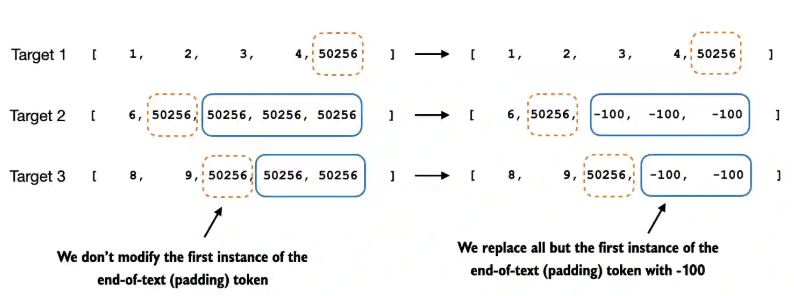 Target 1 [ 1, 2, 3, 4, 50256 ] [ 1, 2, 3, 4, 50256 ]
Target 2 [ 6, 50256, 50256, 50256, 50256 ] [ 6, 50256, -100, -100, -100 ]
Target 3 [ 8, 9, 50256, 50256, 50256 ] [ 8, 9, 50256, -100, -100 ]
We don't modify the first instance of the
end-of-text (padding) token
We replace all but the first instance of the
end-of-text (padding) token with -100